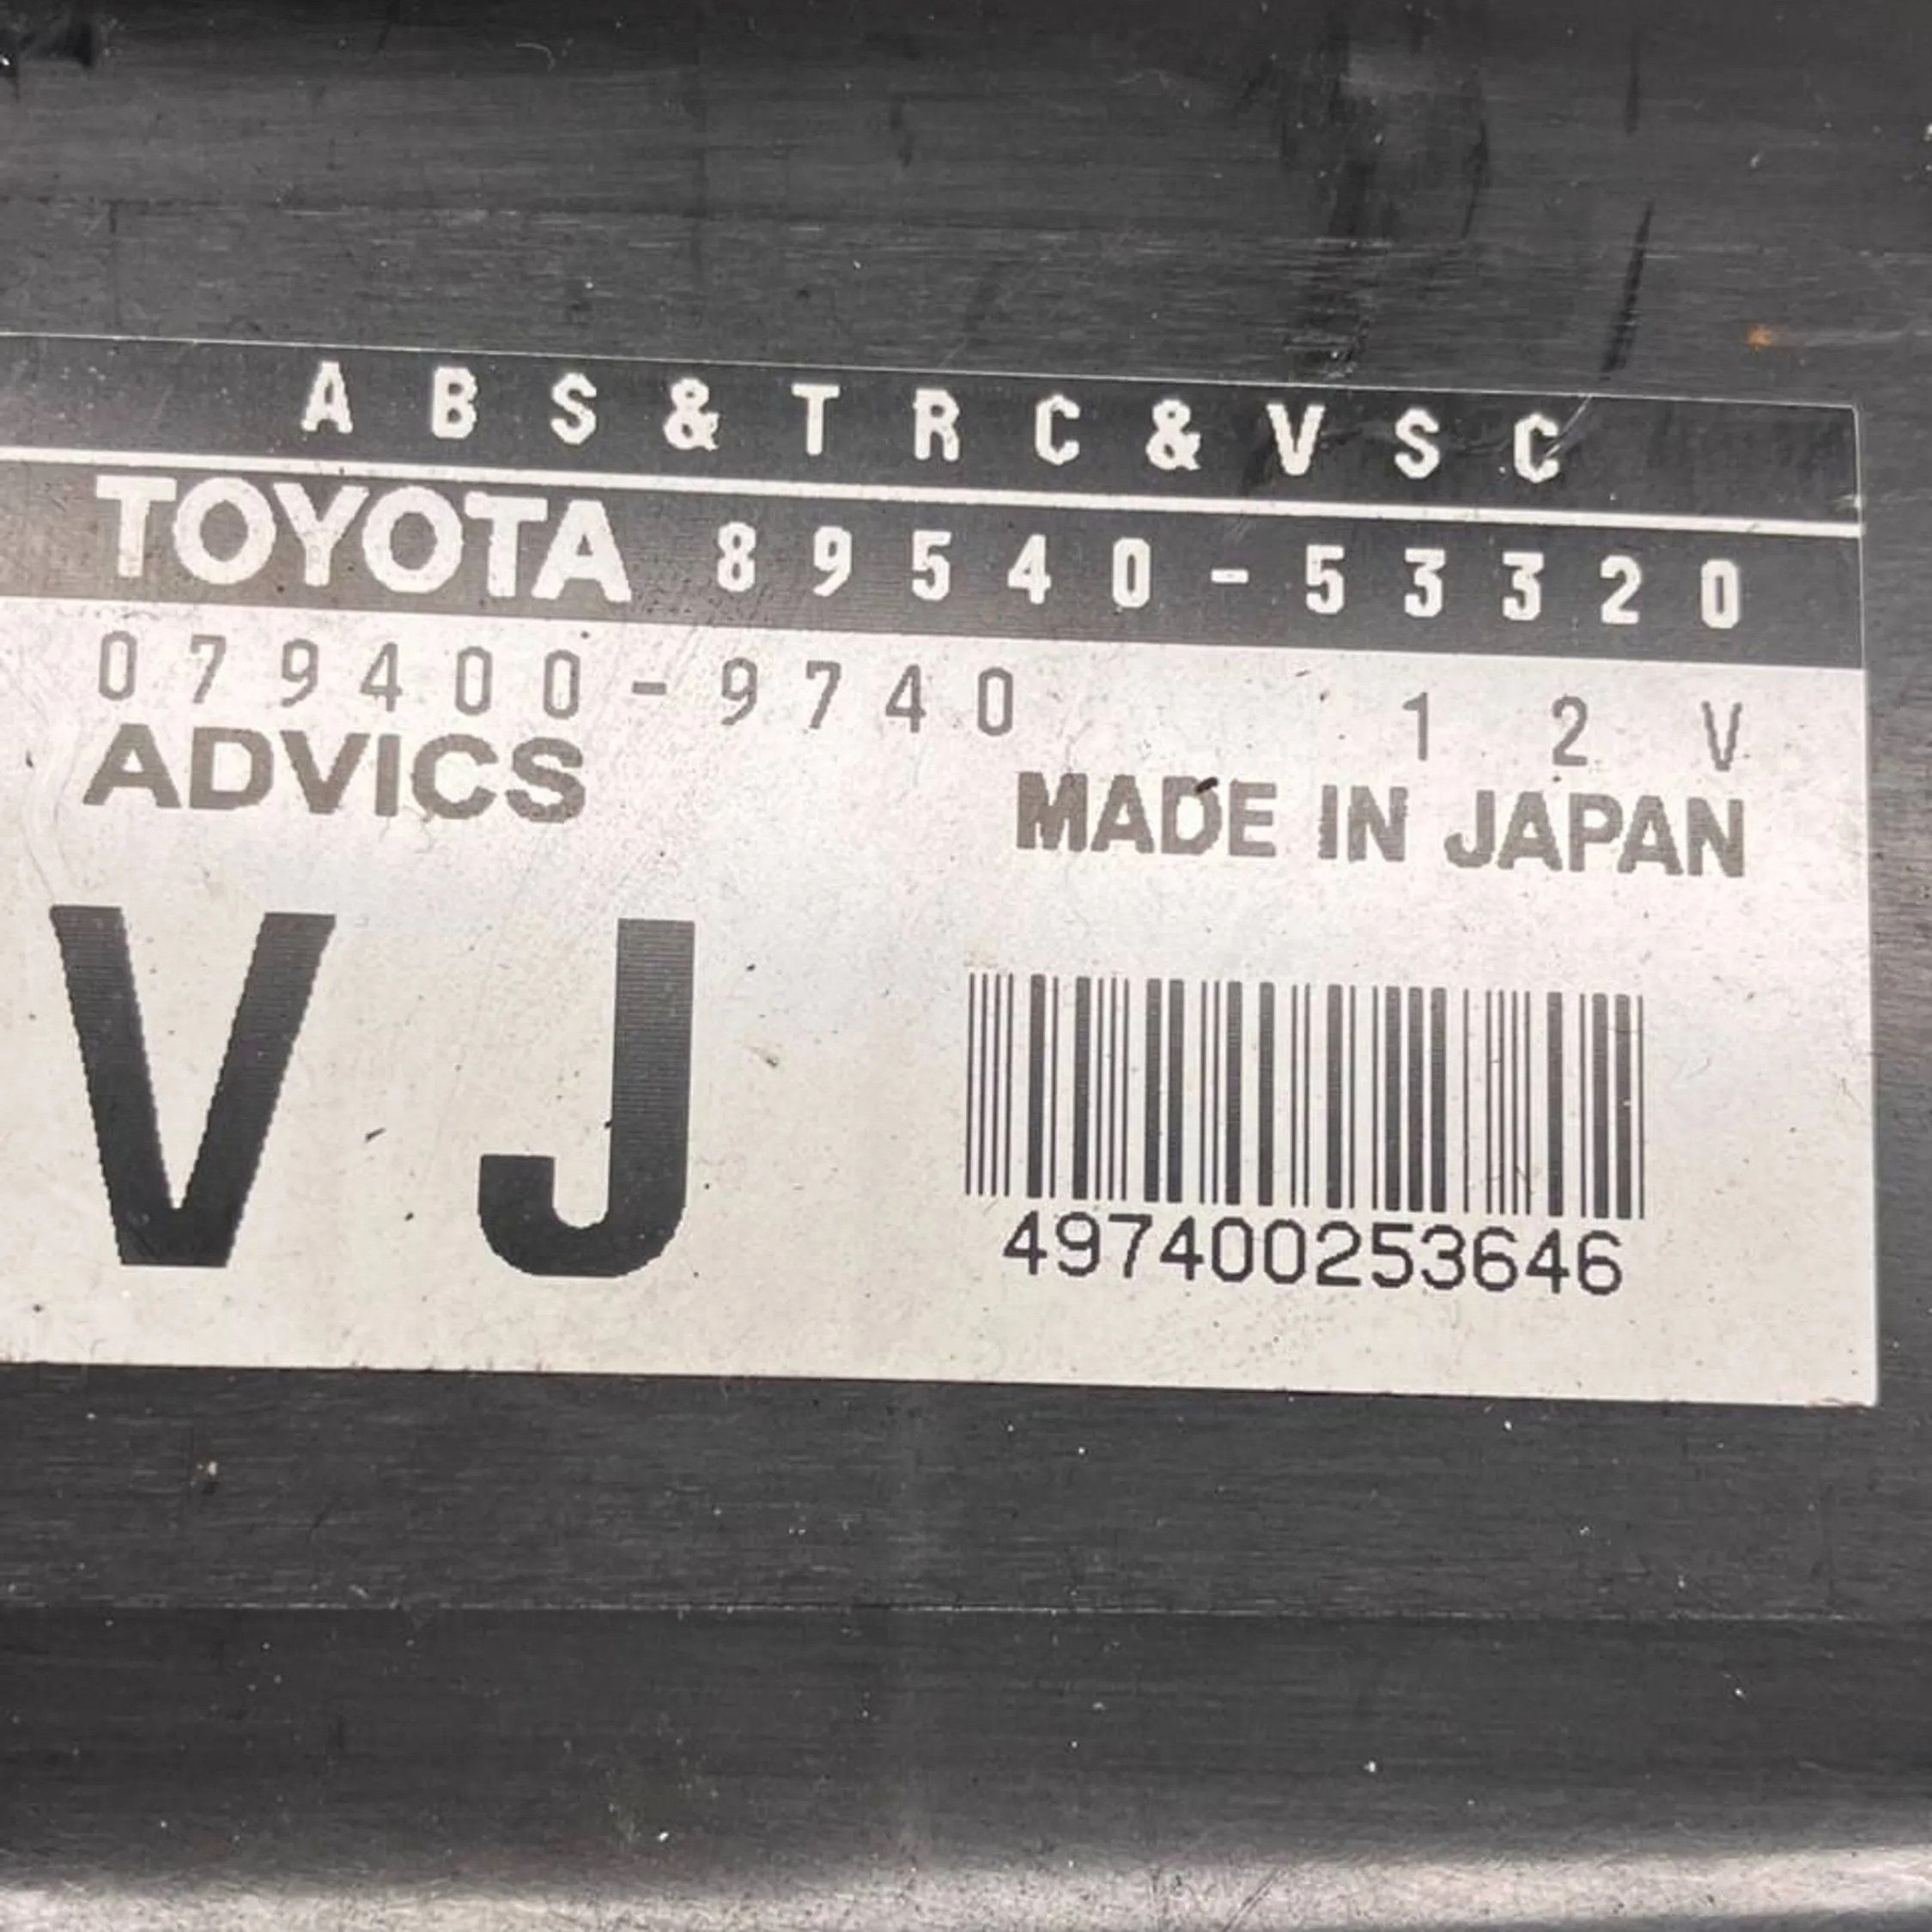 ABS&TRC&VSC
TOYOTA 89540-53320
079400-9740 12V
ADVICS MADE IN JAPAN
VJ
497400253646